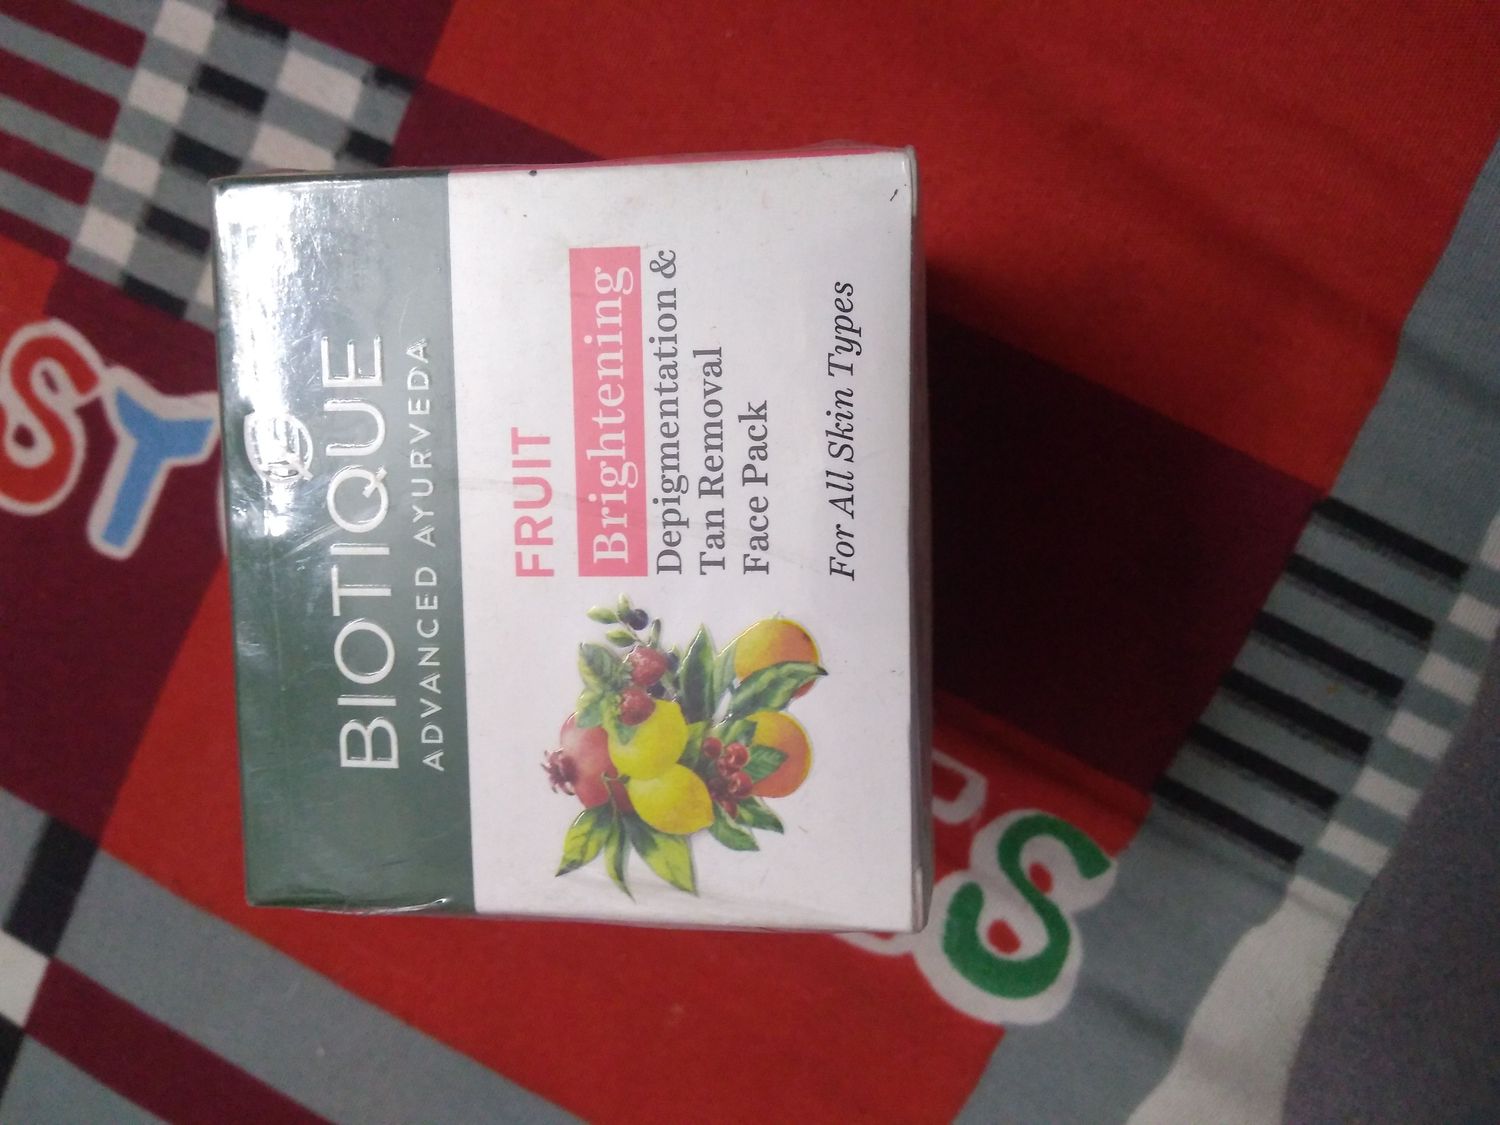 BIOTIQUE
ADVANCED AYURVEDA
FRUIT
Brightening
Depigmentation &
Tan Removal
Face Pack
For All Skin Types
S Y
S